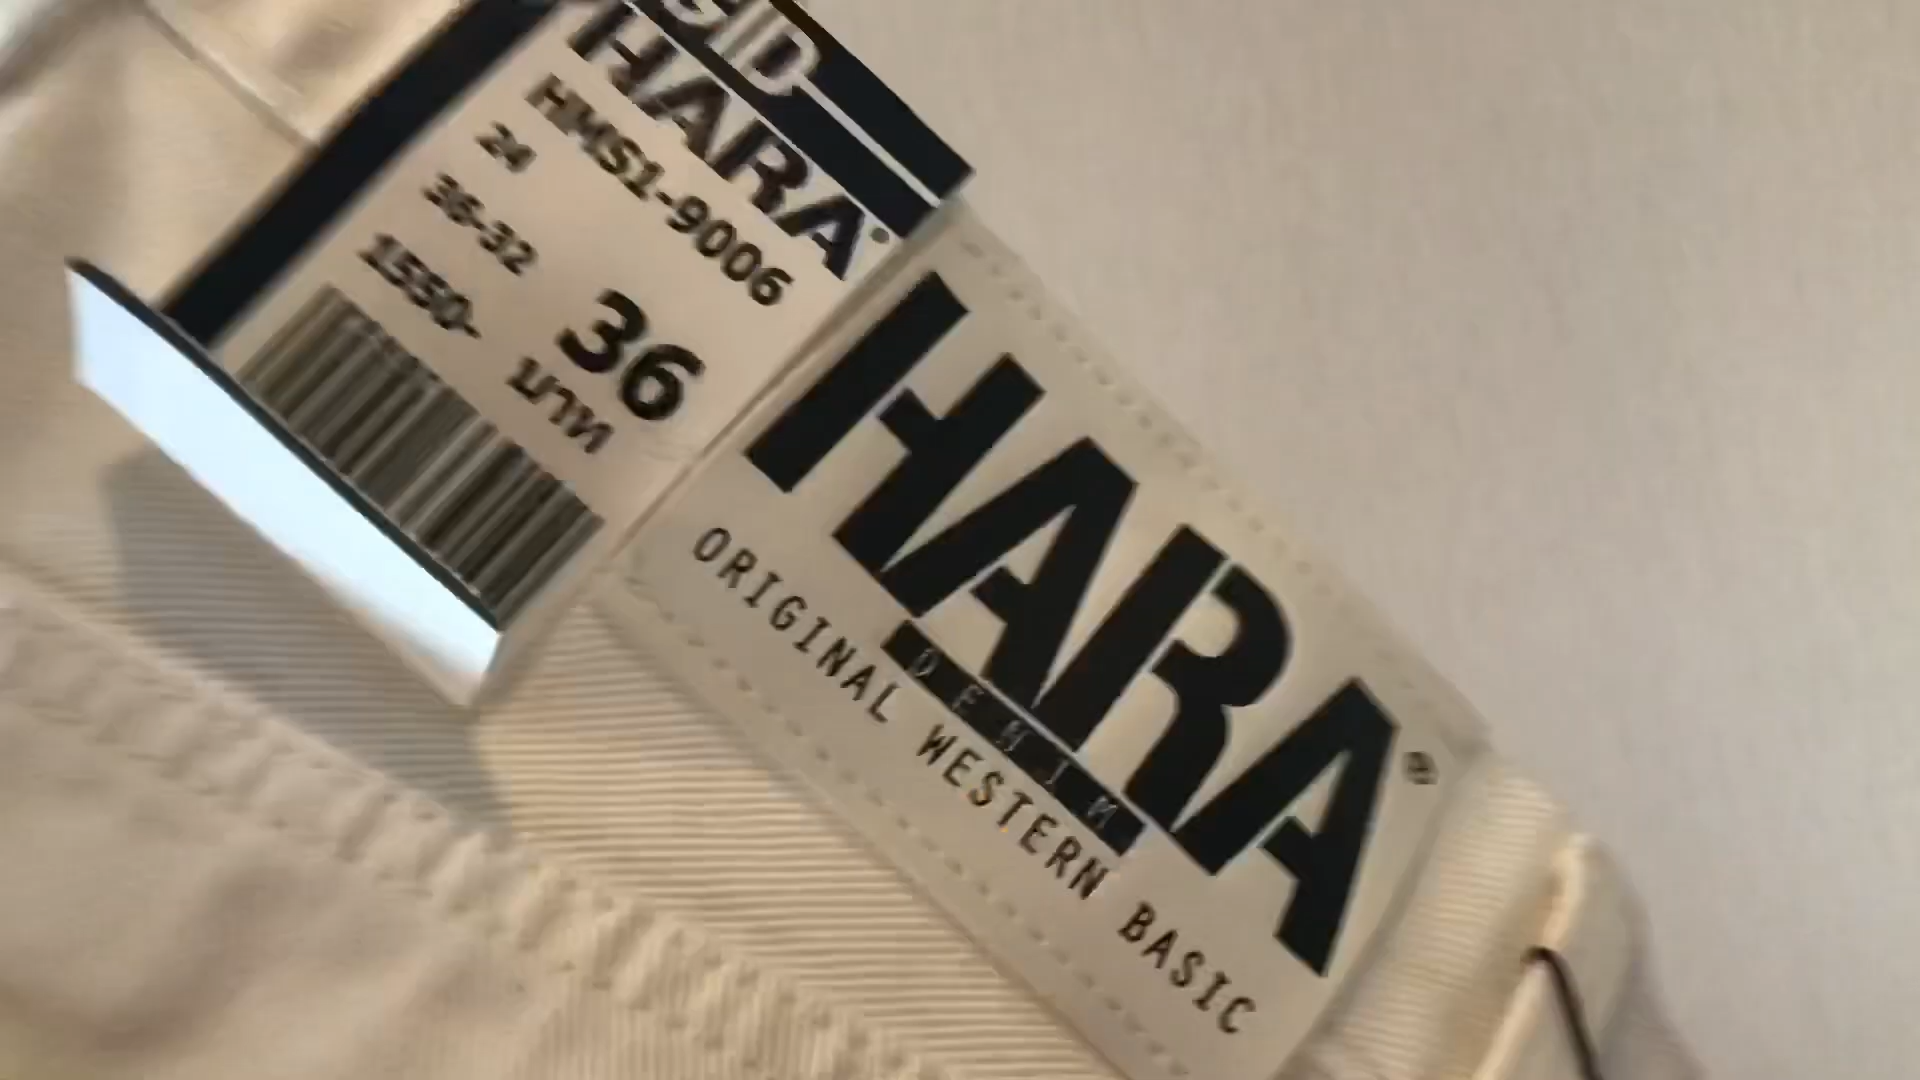 HARA®
HMS1-9006
24
36-32
36
1550.-
บาท
HARA®
DENIM
ORIGINAL WESTERN BASIC